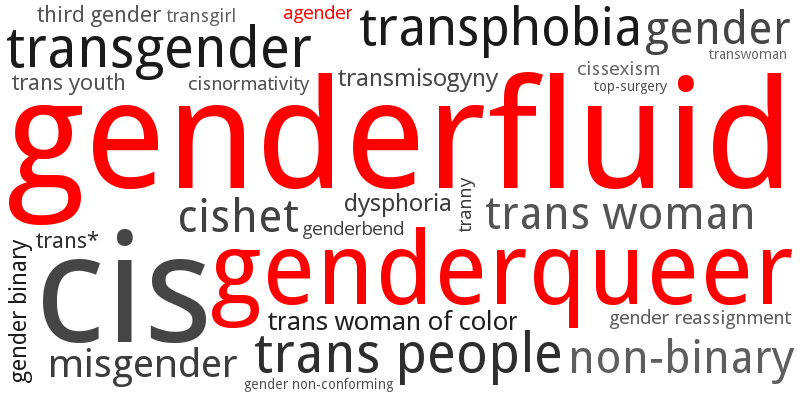 third gender
transgirl
agender
transphobia
gender
transgender
transwoman
trans youth
cisnormativity
transmisogyny
cissexism
top-surgery
genderfluid
cishet
dysphoria
tranny
trans woman
genderbend
trans*
gender binary
cis
genderqueer
trans woman of color
gender reassignment
misgender
trans people
non-binary
gender non-conforming